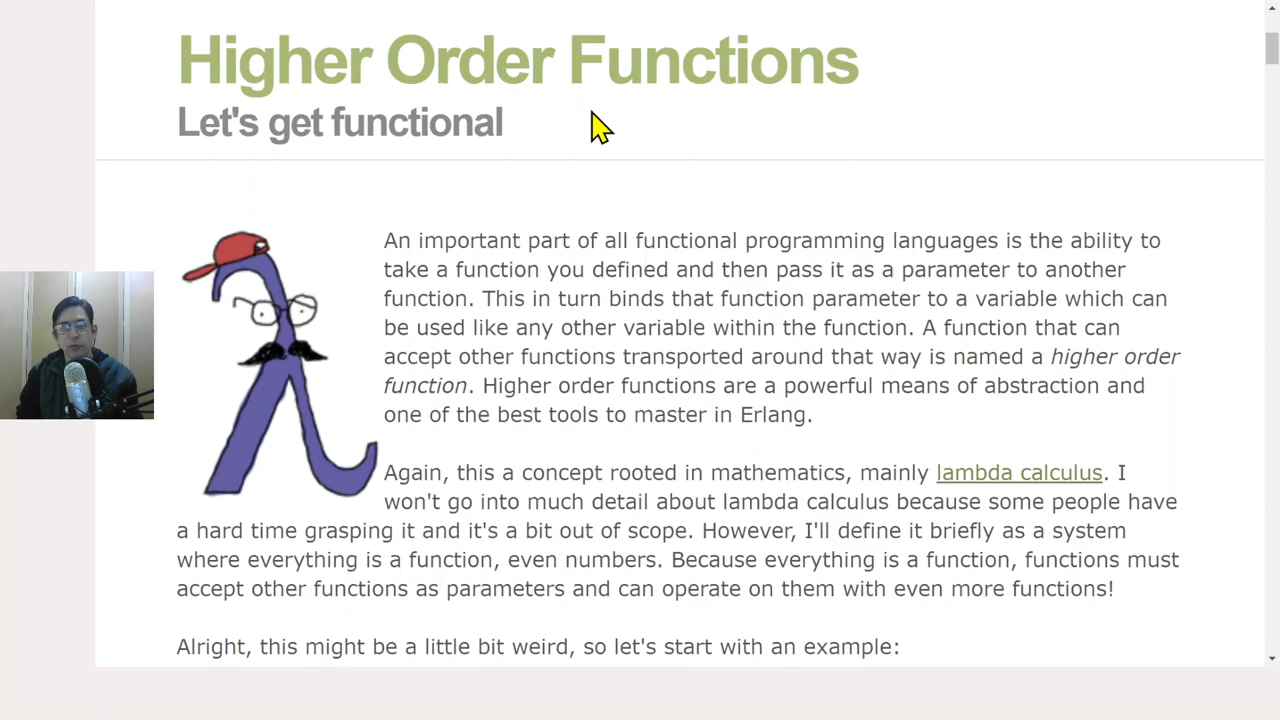 Higher Order Functions
Let's get functional
An important part of all functional programming languages is the ability to
take a function you defined and then pass it as a parameter to another
function. This in turn binds that function parameter to a variable which can
be used like any other variable within the function. A function that can
accept other functions transported around that way is named a higher order
function. Higher order functions are a powerful means of abstraction and
one of the best tools to master in Erlang.
Again, this a concept rooted in mathematics, mainly lambda calculus. I
won't go into much detail about lambda calculus because some people have
a hard time grasping it and it's a bit out of scope. However, I'll define it briefly as a system
where everything is a function, even numbers. Because everything is a function, functions must
accept other functions as parameters and can operate on them with even more functions!
Alright, this might be a little bit weird, so let's start with an example: